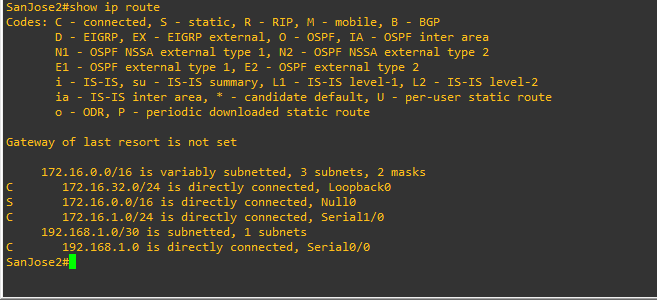 SanJose2#show ip route
Codes: C - connected, S - static, R - RIP, M - mobile, B - BGP
       D - EIGRP, EX - EIGRP external, O - OSPF, IA - OSPF inter area
       N1 - OSPF NSSA external type 1, N2 - OSPF NSSA external type 2
       E1 - OSPF external type 1, E2 - OSPF external type 2
       i - IS-IS, su - IS-IS summary, L1 - IS-IS level-1, L2 - IS-IS level-2
       ia - IS-IS inter area, * - candidate default, U - per-user static route
       o - ODR, P - periodic downloaded static route
Gateway of last resort is not set
     172.16.0.0/16 is variably subnetted, 3 subnets, 2 masks
C       172.16.32.0/24 is directly connected, Loopback0
S       172.16.0.0/16 is directly connected, Null0
C       172.16.1.0/24 is directly connected, Serial1/0
     192.168.1.0/30 is subnetted, 1 subnets
C       192.168.1.0 is directly connected, Serial0/0
SanJose2#